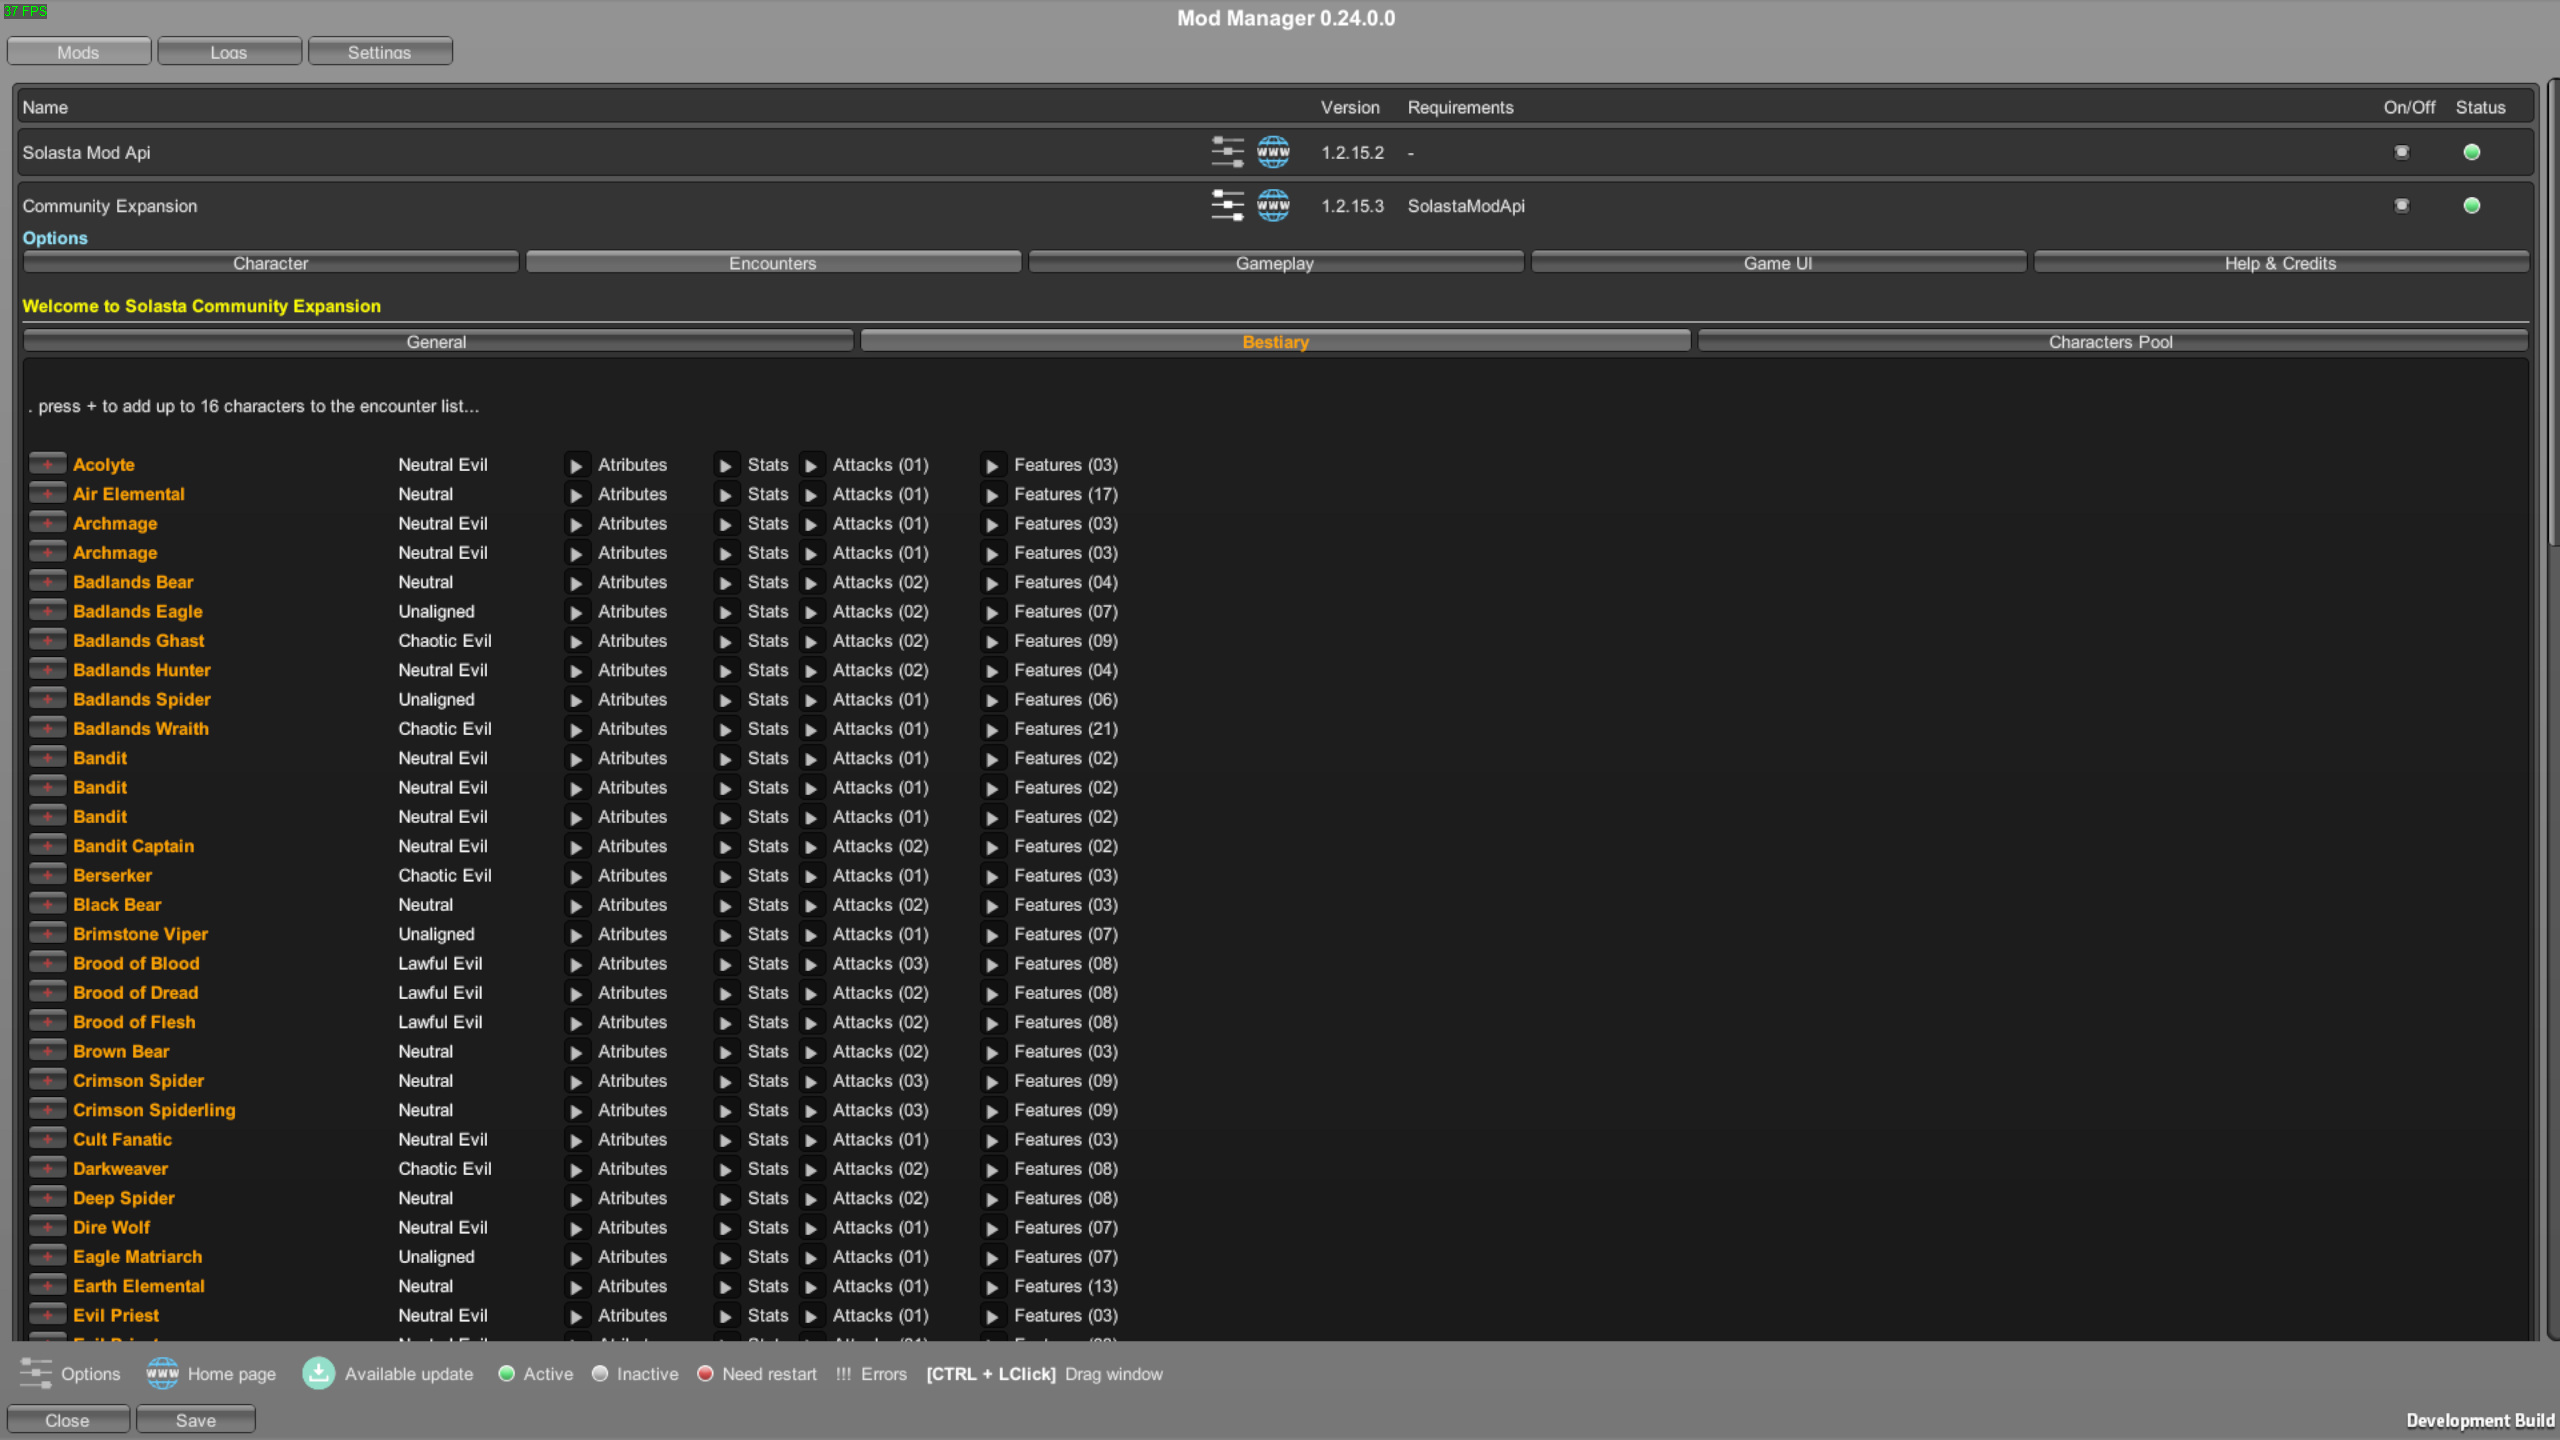 37 FPS
Mod Manager 0.24.0.0
Mods Logs Settings
Name Version Requirements On/Off Status
Solasta Mod Api www 1.2.15.2 -
Community Expansion www 1.2.15.3 SolastaModApi
Options
Character Encounters Gameplay Game UI Help & Credits
Welcome to Solasta Community Expansion
General Bestiary Characters Pool
. press + to add up to 16 characters to the encounter list...
+ Acolyte Neutral Evil Atributes Stats Attacks (01) Features (03)
+ Air Elemental Neutral Atributes Stats Attacks (01) Features (17)
+ Archmage Neutral Evil Atributes Stats Attacks (01) Features (03)
+ Archmage Neutral Evil Atributes Stats Attacks (01) Features (03)
+ Badlands Bear Neutral Atributes Stats Attacks (02) Features (04)
+ Badlands Eagle Unaligned Atributes Stats Attacks (02) Features (07)
+ Badlands Ghast Chaotic Evil Atributes Stats Attacks (02) Features (09)
+ Badlands Hunter Neutral Evil Atributes Stats Attacks (02) Features (04)
+ Badlands Spider Unaligned Atributes Stats Attacks (01) Features (06)
+ Badlands Wraith Chaotic Evil Atributes Stats Attacks (01) Features (21)
+ Bandit Neutral Evil Atributes Stats Attacks (01) Features (02)
+ Bandit Neutral Evil Atributes Stats Attacks (01) Features (02)
+ Bandit Neutral Evil Atributes Stats Attacks (01) Features (02)
+ Bandit Captain Neutral Evil Atributes Stats Attacks (02) Features (02)
+ Berserker Chaotic Evil Atributes Stats Attacks (01) Features (03)
+ Black Bear Neutral Atributes Stats Attacks (02) Features (03)
+ Brimstone Viper Unaligned Atributes Stats Attacks (01) Features (07)
+ Brood of Blood Lawful Evil Atributes Stats Attacks (03) Features (08)
+ Brood of Dread Lawful Evil Atributes Stats Attacks (02) Features (08)
+ Brood of Flesh Lawful Evil Atributes Stats Attacks (02) Features (08)
+ Brown Bear Neutral Atributes Stats Attacks (02) Features (03)
+ Crimson Spider Neutral Atributes Stats Attacks (03) Features (09)
+ Crimson Spiderling Neutral Atributes Stats Attacks (03) Features (09)
+ Cult Fanatic Neutral Evil Atributes Stats Attacks (01) Features (03)
+ Darkweaver Chaotic Evil Atributes Stats Attacks (02) Features (08)
+ Deep Spider Neutral Atributes Stats Attacks (02) Features (08)
+ Dire Wolf Neutral Evil Atributes Stats Attacks (01) Features (07)
+ Eagle Matriarch Unaligned Atributes Stats Attacks (01) Features (07)
+ Earth Elemental Neutral Atributes Stats Attacks (01) Features (13)
+ Evil Priest Neutral Evil Atributes Stats Attacks (01) Features (03)
Options www Home page Available update Active Inactive Need restart !!! Errors [CTRL + LClick] Drag window
Close Save
Development Build